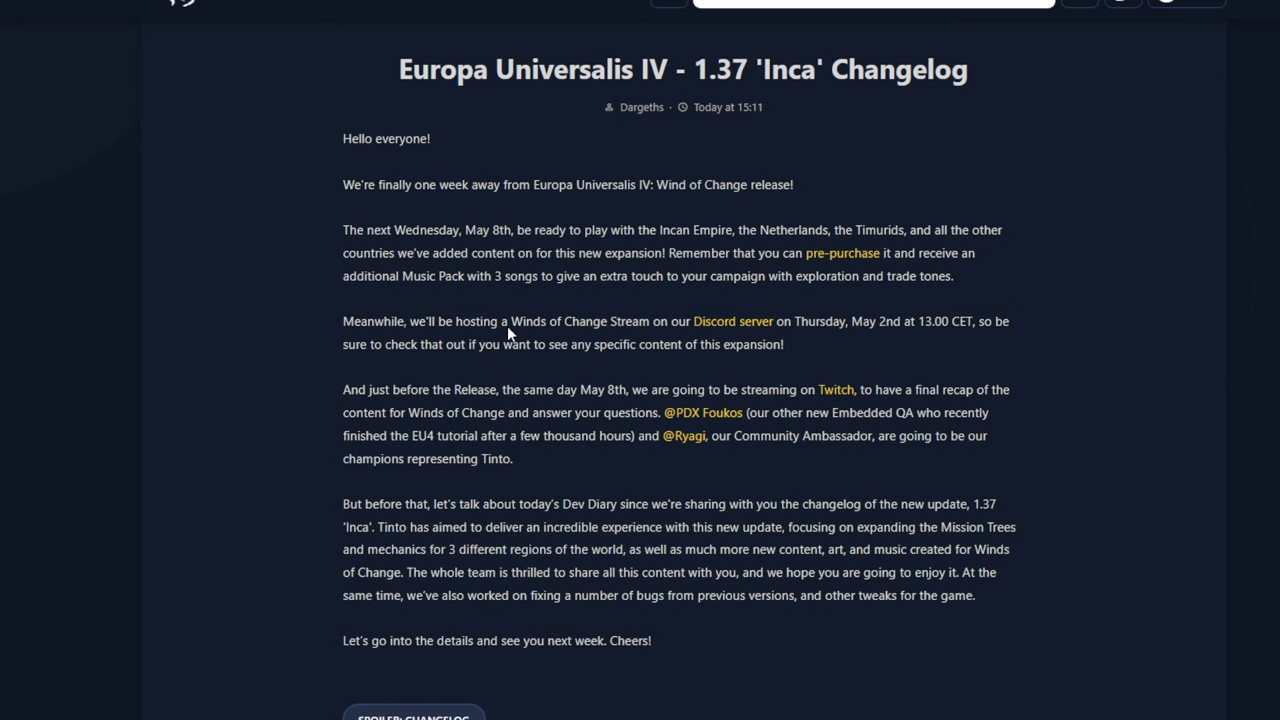 Europa Universalis IV - 1.37 'Inca' Changelog
Dargeths · Today at 15:11
Hello everyone!
We're finally one week away from Europa Universalis IV: Wind of Change release!
The next Wednesday, May 8th, be ready to play with the Incan Empire, the Netherlands, the Timurids, and all the other
countries we've added content on for this new expansion! Remember that you can pre-purchase it and receive an
additional Music Pack with 3 songs to give an extra touch to your campaign with exploration and trade tones.
Meanwhile, we'll be hosting a Winds of Change Stream on our Discord server on Thursday, May 2nd at 13.00 CET, so be
sure to check that out if you want to see any specific content of this expansion!
And just before the Release, the same day May 8th, we are going to be streaming on Twitch, to have a final recap of the
content for Winds of Change and answer your questions. @PDX Foukos (our other new Embedded QA who recently
finished the EU4 tutorial after a few thousand hours) and @Ryagi, our Community Ambassador, are going to be our
champions representing Tinto.
But before that, let's talk about today's Dev Diary since we're sharing with you the changelog of the new update, 1.37
'Inca'. Tinto has aimed to deliver an incredible experience with this new update, focusing on expanding the Mission Trees
and mechanics for 3 different regions of the world, as well as much more new content, art, and music created for Winds
of Change. The whole team is thrilled to share all this content with you, and we hope you are going to enjoy it. At the
same time, we've also worked on fixing a number of bugs from previous versions, and other tweaks for the game.
Let's go into the details and see you next week. Cheers!
SPOILER: CHANGELOG